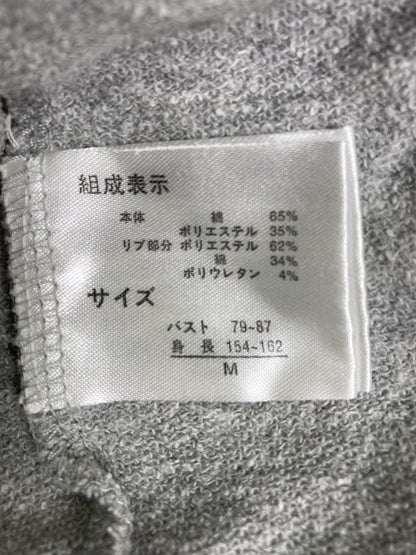 組成表示
本体 綿 65%
ポリエステル 35%
リブ部分 ポリエステル 62%
綿 34%
ポリウレタン 4%
サイズ
バスト 79~87
身長 154~162
M